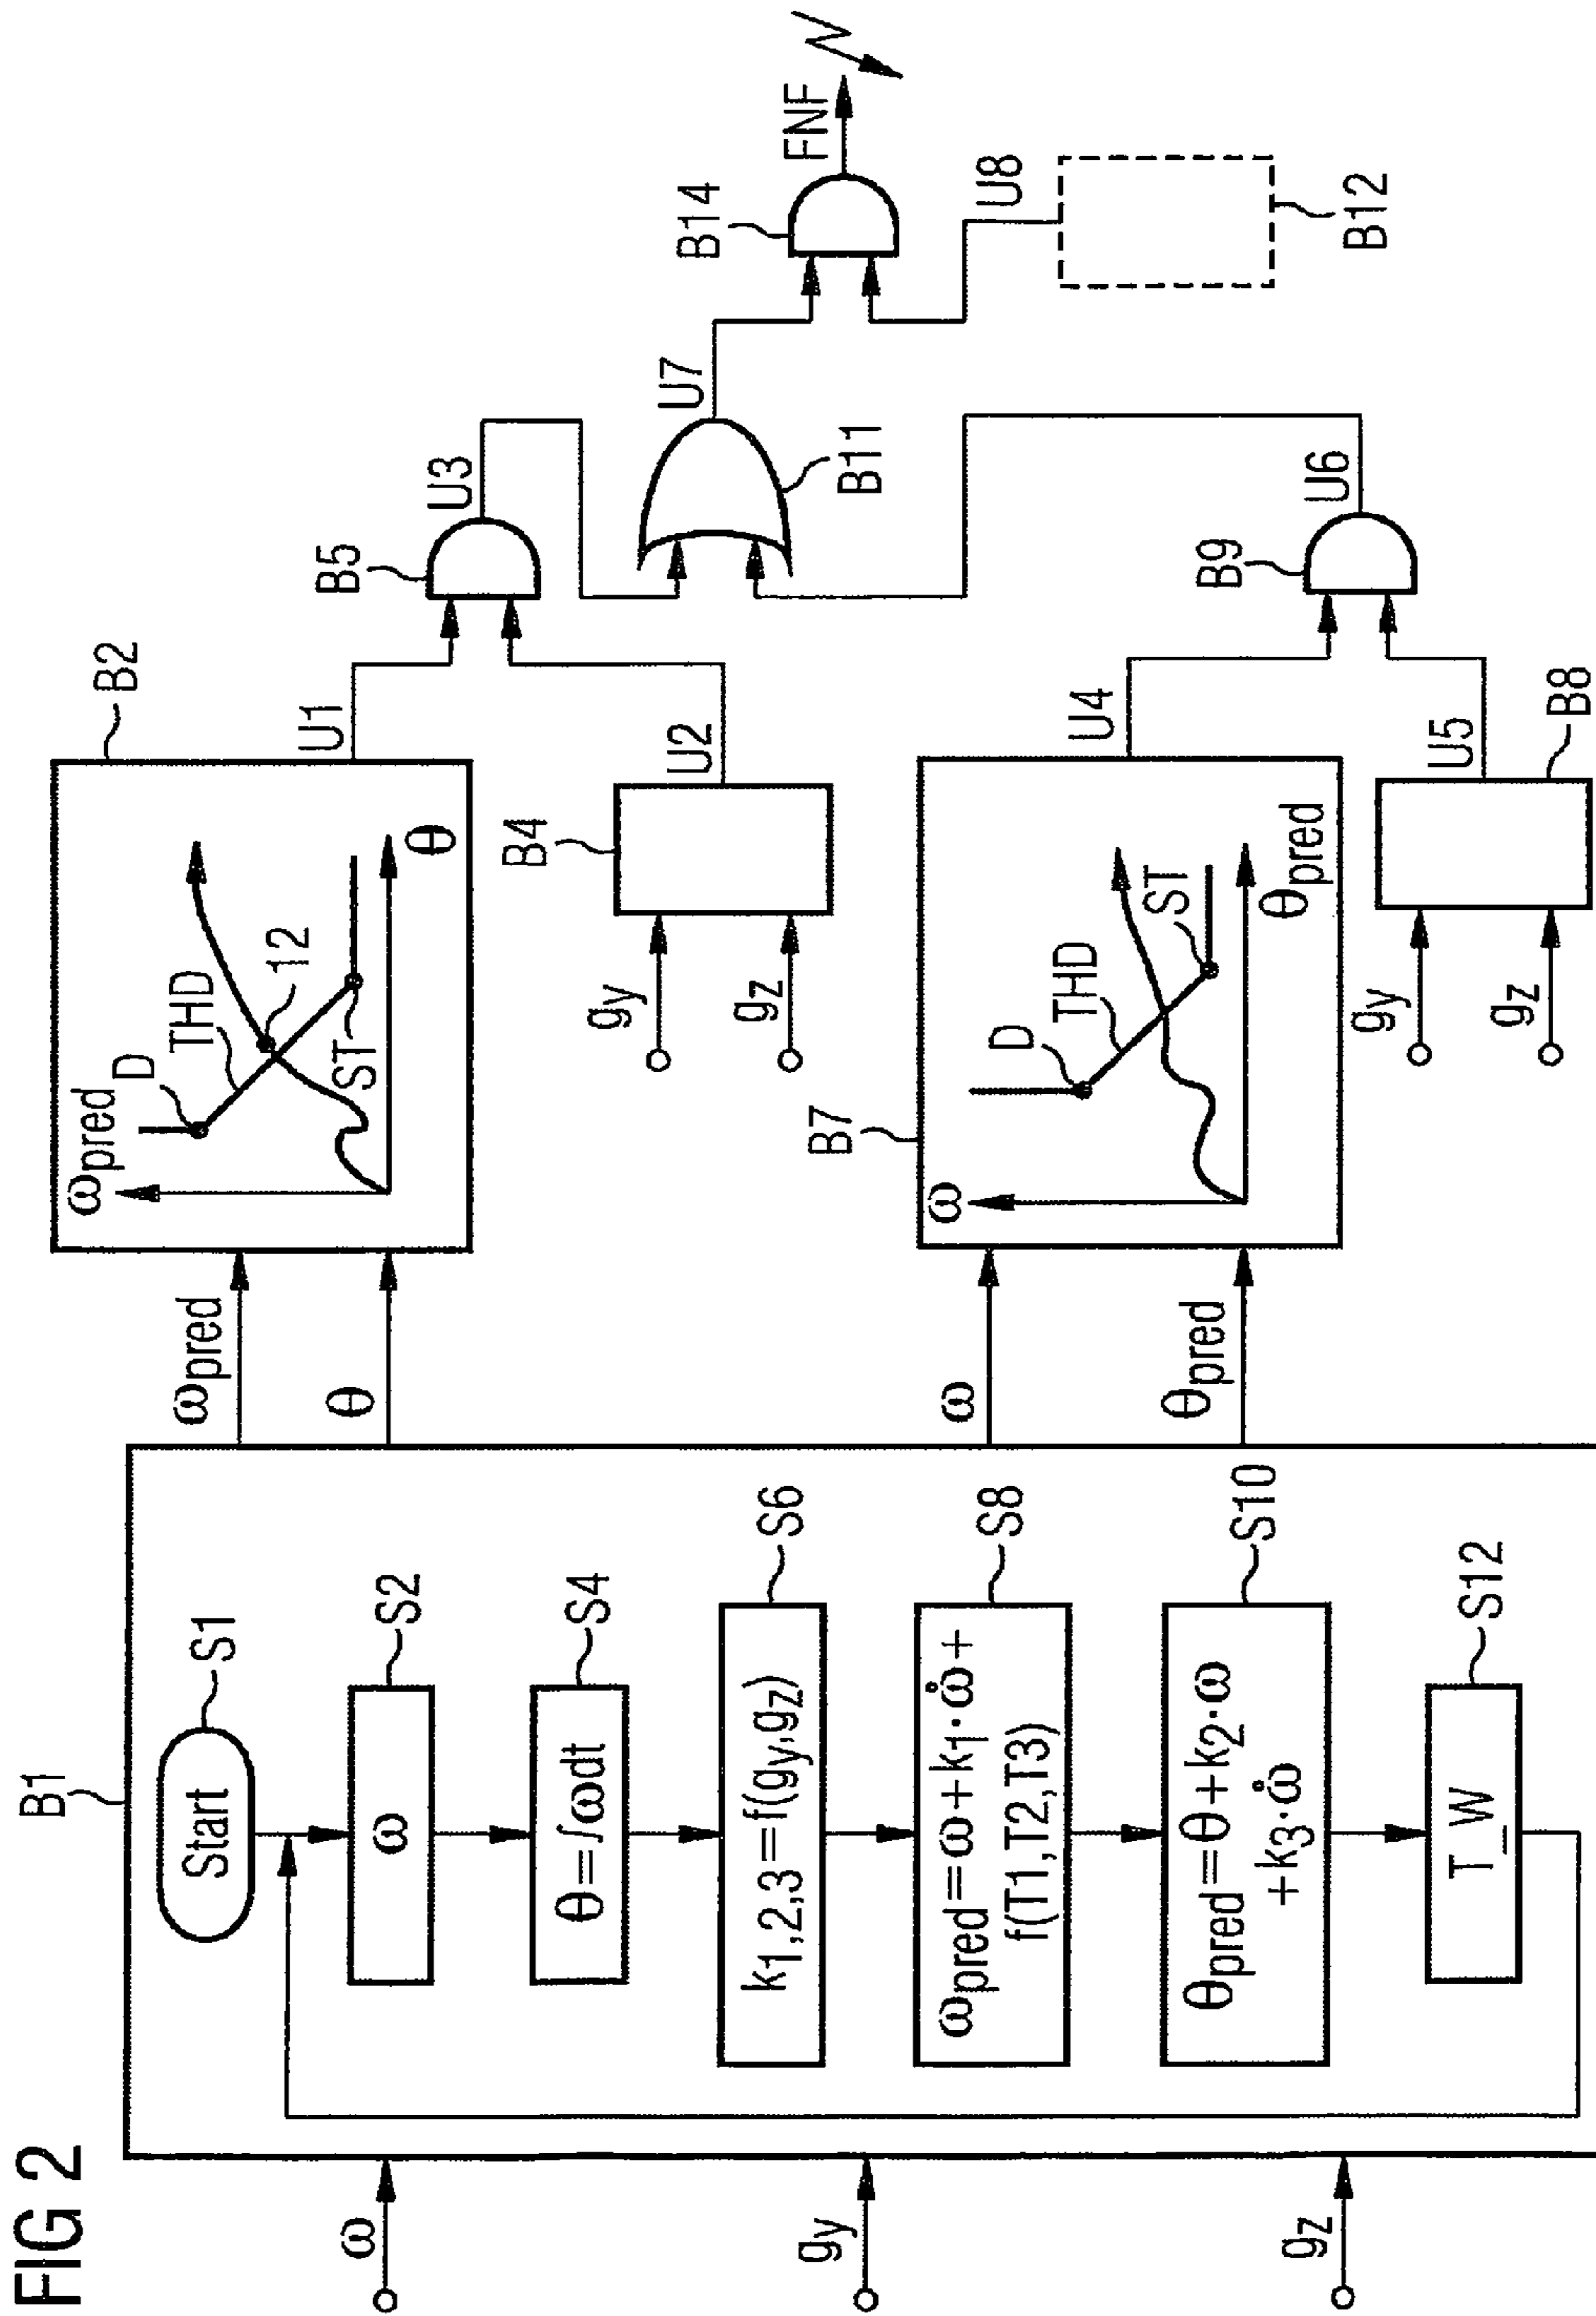 FIG 2
B1
ω
gy
gz
Start
S1
ω
S2
θ=∫ωdt
S4
k1,2,3=f(gy,gz)
S6
ωpred=ω+k1·ω̇+
f(T1,T2,T3)
S8
θpred=θ+k2·ω
+k3·ω̇
S10
T_W
S12
ωpred
θ
ω
θpred
B2
ωpred
D
THD
12
ST
θ
U1
B4
gy
gz
U2
B5
U3
B7
ω
D
THD
ST
θpred
U4
gy
gz
U5
B8
B9
U6
B11
U7
B14
FNF
U8
B12